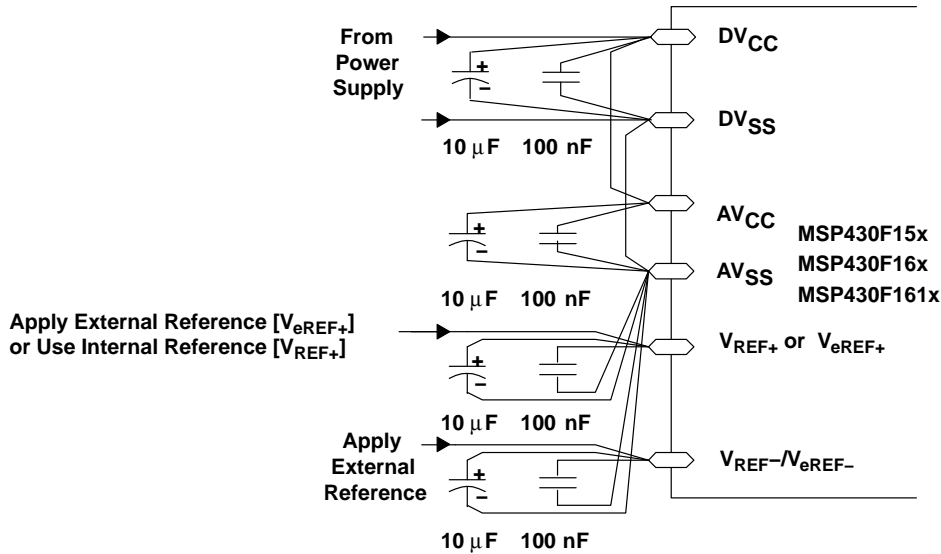 From
Power
Supply
+
−
DV_CC
DV_SS
10 μF 100 nF
+
−
AV_CC
MSP430F15x
MSP430F16x
MSP430F161x
AV_SS
10 μF 100 nF
Apply External Reference [V_eREF+]
or Use Internal Reference [V_REF+]
+
−
V_REF+ or V_eREF+
10 μF 100 nF
Apply
External
Reference
+
−
V_REF−/V_eREF−
10 μF 100 nF